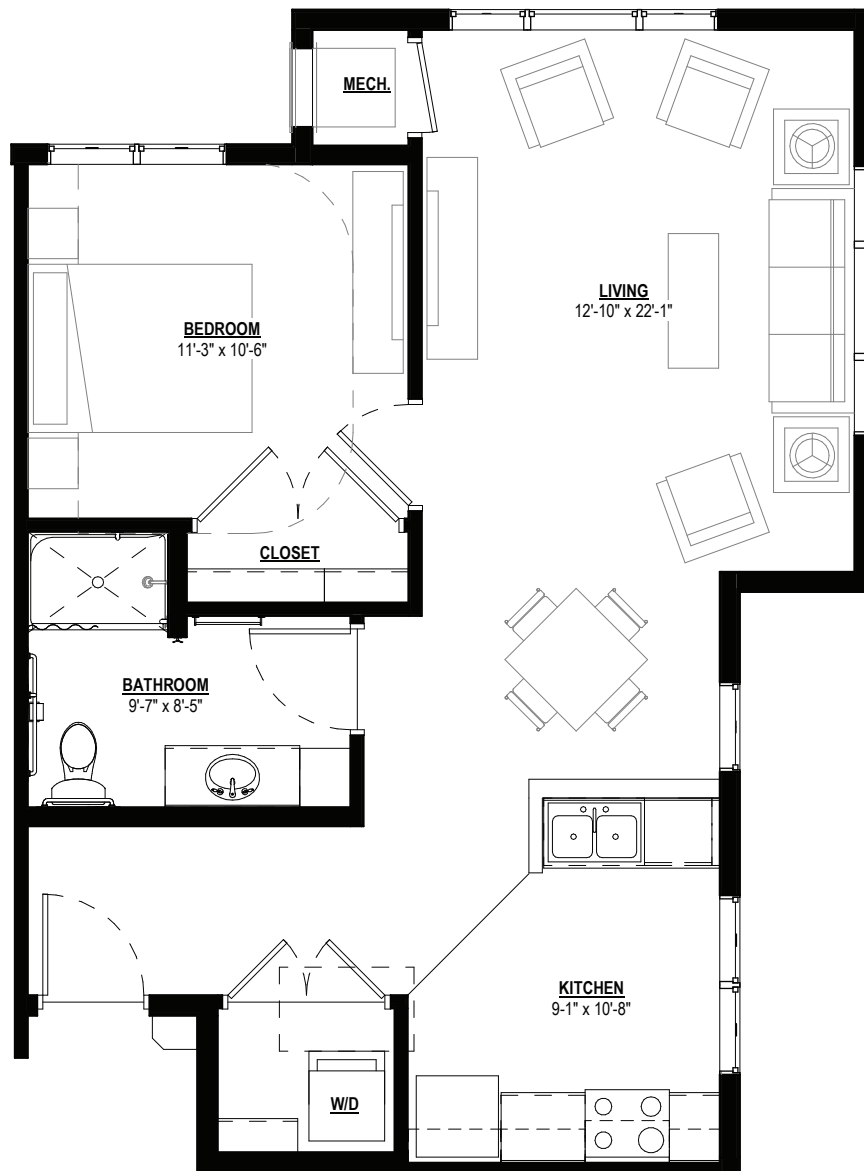 MECH.
LIVING
12'-10" x 22'-1"
BEDROOM
11'-3" x 10'-6"
CLOSET
BATHROOM
9'-7" x 8'-5"
KITCHEN
9-1" x 10'-8"
W/D